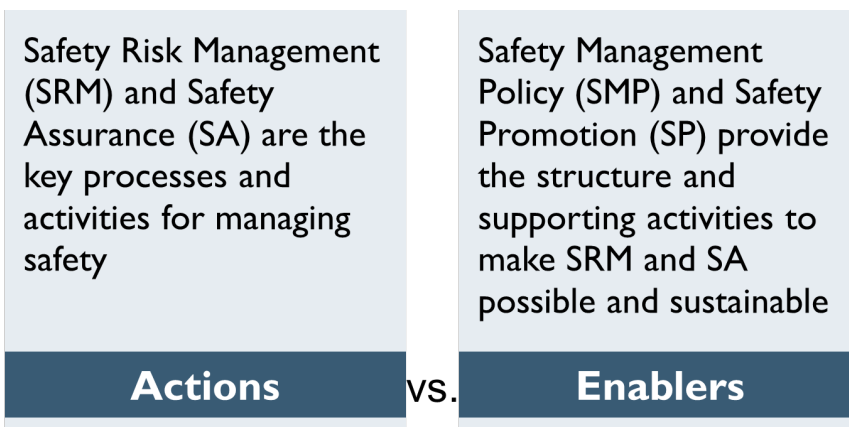 Safety Risk Management
(SRM) and Safety
Assurance (SA) are the
key processes and
activities for managing
safety
Actions
vs.
Safety Management
Policy (SMP) and Safety
Promotion (SP) provide
the structure and
supporting activities to
make SRM and SA
possible and sustainable
Enablers